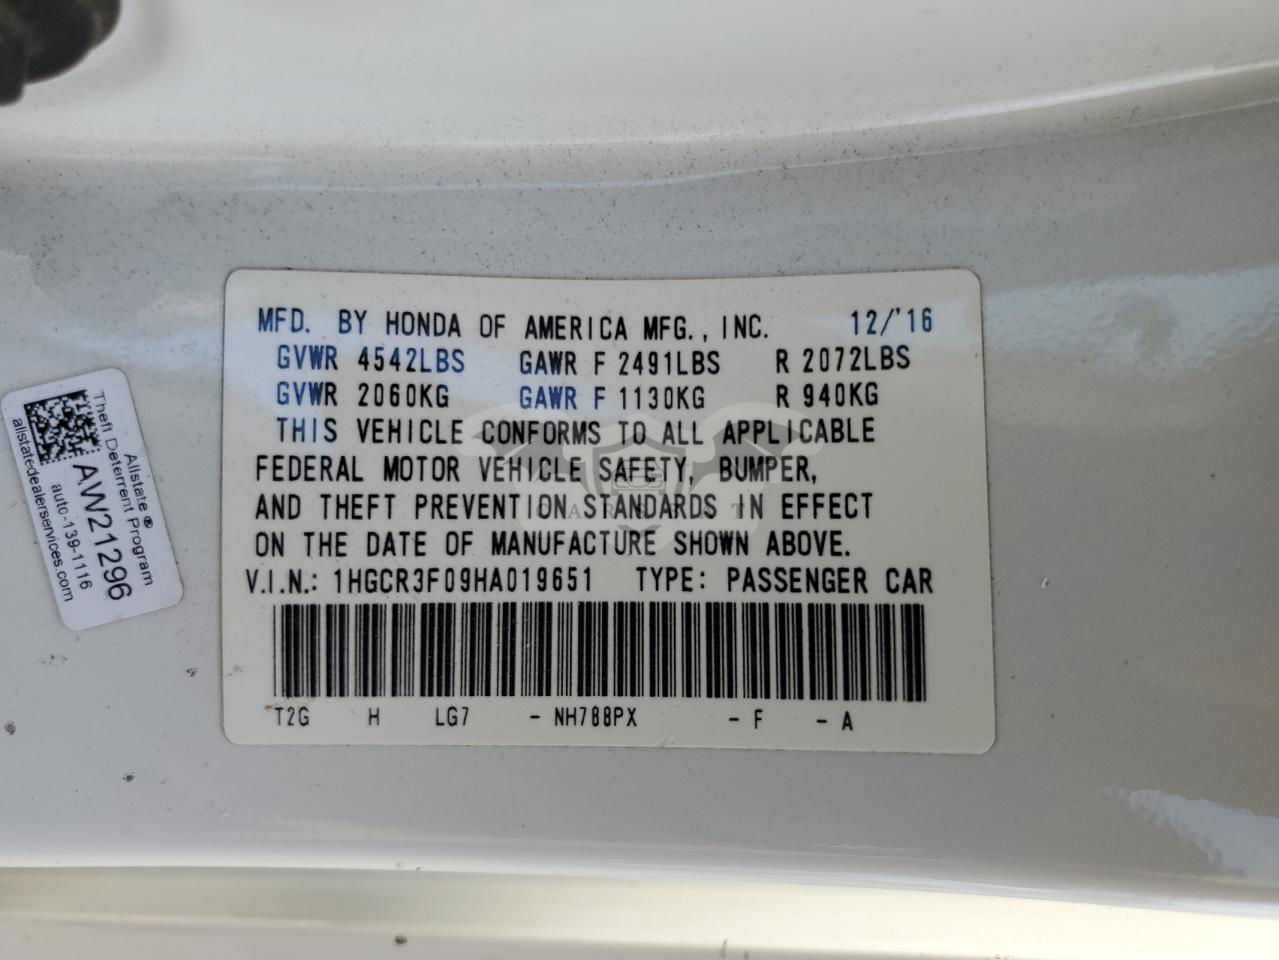 MFD. BY HONDA OF AMERICA MFG., INC. 12/'16
GVWR 4542LBS GAWR F 2491LBS R 2072LBS
GVWR 2060KG GAWR F 1130KG R 940KG
THIS VEHICLE CONFORMS TO ALL APPLICABLE
FEDERAL MOTOR VEHICLE SAFETY, BUMPER,
AND THEFT PREVENTION STANDARDS IN EFFECT
ON THE DATE OF MANUFACTURE SHOWN ABOVE.
V.I.N.: 1HGCR3F09HA019651 TYPE: PASSENGER CAR
T2G H LG7 - NH788PX - F - A
Allstate ®
Theft Deterrent Program
AW21296
auto-139-1116
allstatedealerservices.com